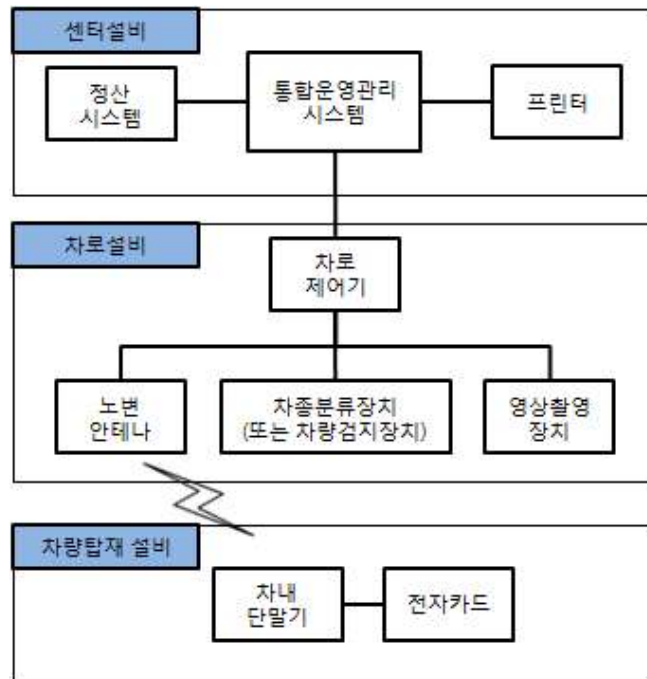 센터설비
정산
시스템
통합운영관리
시스템
프린터
차로설비
차로
제어기
노변
안테나
차종분류장치
(또는 차량검지장치)
영상촬영
장치
차량탑재 설비
차내
단말기
전자카드